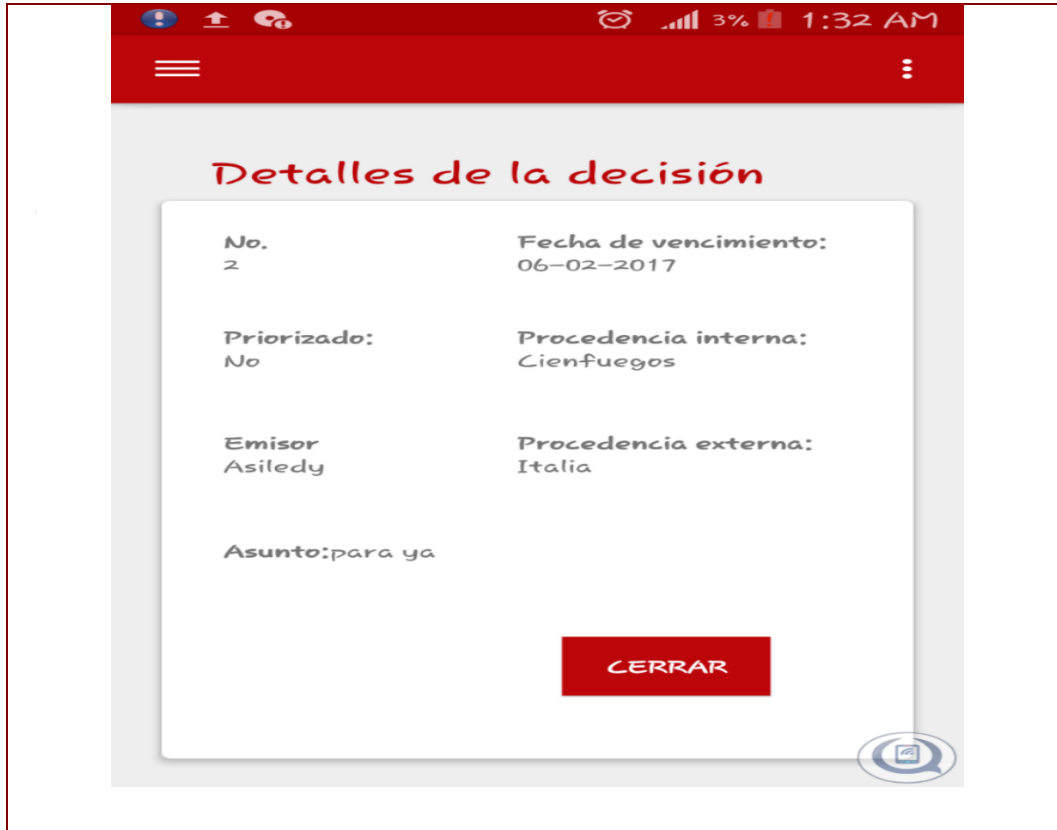 3% 1:32 AM
Detalles de la decisión
No.
2
Fecha de vencimiento:
06-02-2017
Priorizado:
No
Procedencia interna:
Cienfuegos
Emisor
Asiledy
Procedencia externa:
Italia
Asunto:para ya
CERRAR